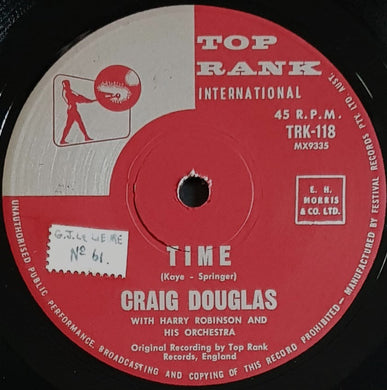 TOP
RANK
INTERNATIONAL
45 R.P.M.
TRK-118
MX9335
E. H.
MORRIS
& CO. LTD.
Nº 61.
TIME
(Kaye - Springer)
CRAIG DOUGLAS
WITH HARRY ROBINSON AND
HIS ORCHESTRA
Original Recording by Top Rank
Records, England
UNAUTHORISED PUBLIC PERFORMANCE, BROADCASTING AND COPYING OF THIS RECORD PROHIBITED—MANUFACTURED BY FESTIVAL RECORDS PTY. LTD. AUST.